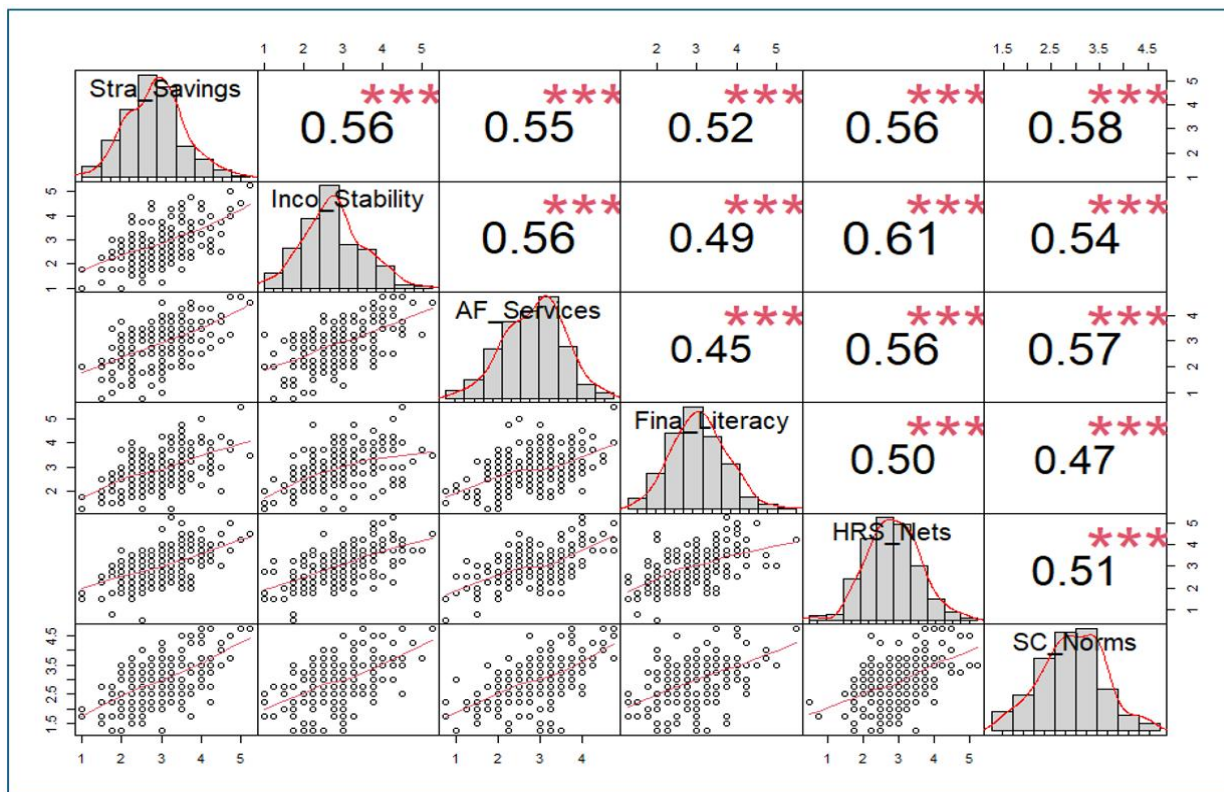 1 2 3 4 5 2 3 4 5 1.5 2.5 3.5 4.5
Stra_Savings 0.56 *** 0.55 *** 0.52 *** 0.56 *** 0.58 *** 1 2 3 4 5
1 2 3 4 5 Inco_Stability 0.56 *** 0.49 *** 0.61 *** 0.54 ***
AF_Services 0.45 *** 0.56 *** 0.57 *** 1 2 3 4
2 3 4 5 Fina_Literacy 0.50 *** 0.47 ***
HRS_Nets 0.51 *** 1 2 3 4 5
1.5 2.5 3.5 4.5 SC_Norms
1 2 3 4 5 1 2 3 4 1 2 3 4 5